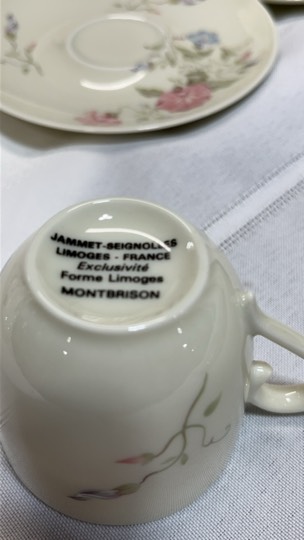 JAMMET-SEIGNOLLES
LIMOGES - FRANCE
Exclusivité
Forme Limoges
MONTBRISON